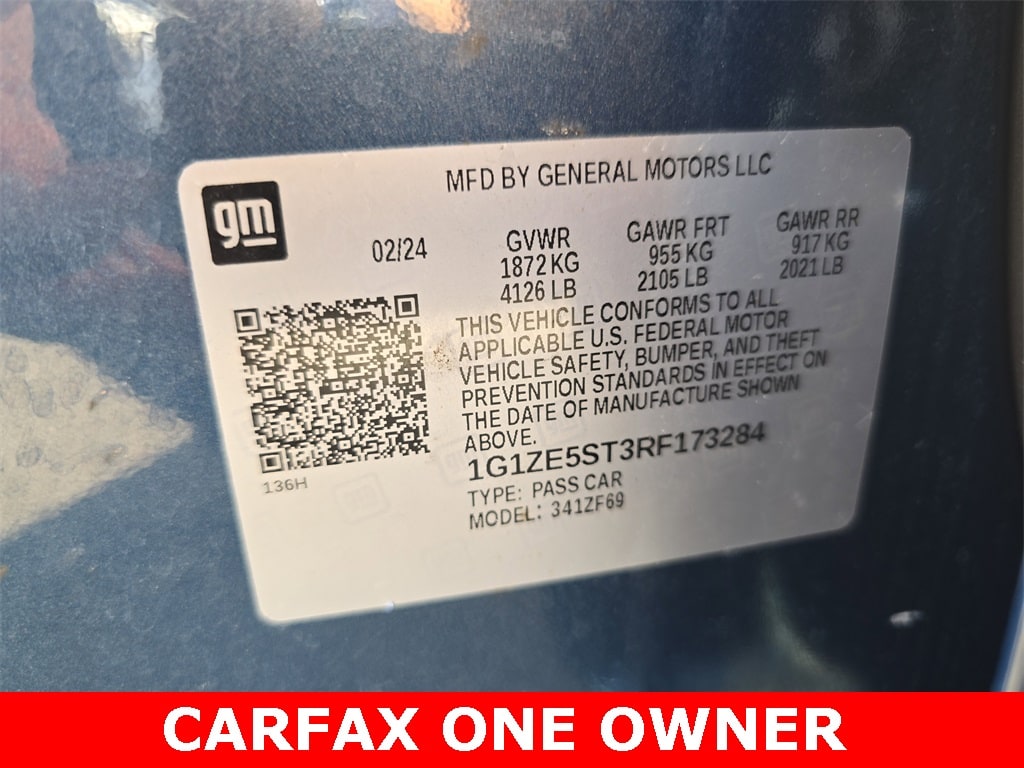 MFD BY GENERAL MOTORS LLC
gm
02/24
GVWR
1872 KG
4126 LB
GAWR FRT
955 KG
2105 LB
GAWR RR
917 KG
2021 LB
THIS VEHICLE CONFORMS TO ALL
APPLICABLE U.S. FEDERAL MOTOR
VEHICLE SAFETY, BUMPER, AND THEFT
PREVENTION STANDARDS IN EFFECT ON
THE DATE OF MANUFACTURE SHOWN
ABOVE.
1G1ZE5ST3RF173284
TYPE: PASS CAR
MODEL: 341ZF69
136H
CARFAX ONE OWNER